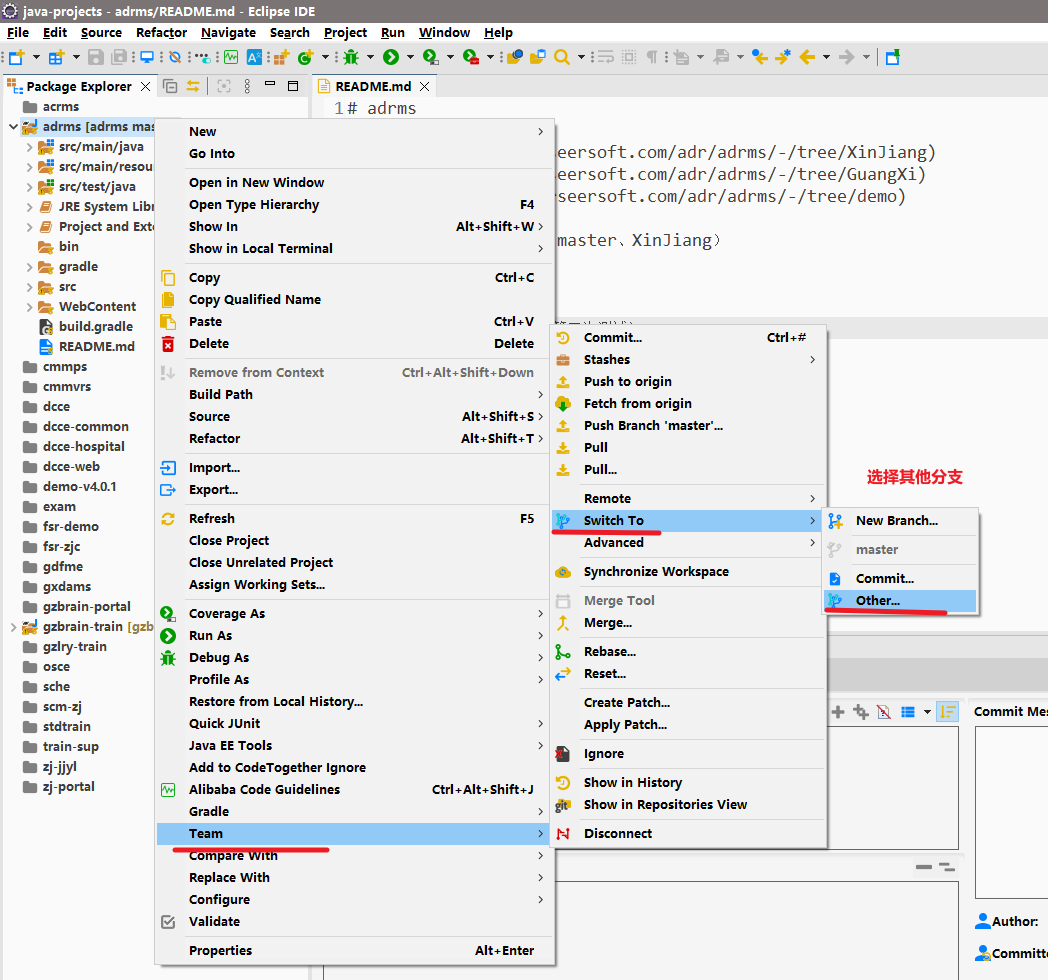 java-projects - adrms/README.md - Eclipse IDE
File Edit Source Refactor Navigate Search Project Run Window Help
Package Explorer
README.md
acrms
adrms [adrms mas
src/main/java
src/main/resou
src/test/java
JRE System Libr
Project and Exte
bin
gradle
src
WebContent
build.gradle
README.md
cmmps
cmmvrs
dcce
dcce-common
dcce-hospital
dcce-web
demo-v4.0.1
exam
fsr-demo
fsr-zjc
gdfme
gxdams
gzbrain-portal
gzbrain-train [gzb
gzlry-train
osce
sche
scm-zj
stdtrain
train-sup
zj-jjyl
zj-portal
1 # adrms
seersoft.com/adr/adrms/-/tree/XinJiang)
seersoft.com/adr/adrms/-/tree/GuangXi)
seersoft.com/adr/adrms/-/tree/demo)
master、XinJiang)
New
Go Into
Open in New Window
Open Type Hierarchy F4
Show In Alt+Shift+W
Show in Local Terminal
Copy Ctrl+C
Copy Qualified Name
Paste Ctrl+V
Delete Delete
Remove from Context Ctrl+Alt+Shift+Down
Build Path
Source Alt+Shift+S
Refactor Alt+Shift+T
Import...
Export...
Refresh F5
Close Project
Close Unrelated Project
Assign Working Sets...
Coverage As
Run As
Debug As
Profile As
Restore from Local History...
Quick JUnit
Java EE Tools
Add to CodeTogether Ignore
Alibaba Code Guidelines Ctrl+Alt+Shift+J
Gradle
Team
Compare With
Replace With
Configure
Validate
Properties Alt+Enter
Commit... Ctrl+#
Stashes
Push to origin
Fetch from origin
Push Branch 'master'...
Pull
Pull...
Remote
Switch To
Advanced
Synchronize Workspace
Merge Tool
Merge...
Rebase...
Reset...
Create Patch...
Apply Patch...
Ignore
Show in History
Show in Repositories View
Disconnect
选择其他分支
New Branch...
master
Commit...
Other...
Commit Mes
Author:
Committe